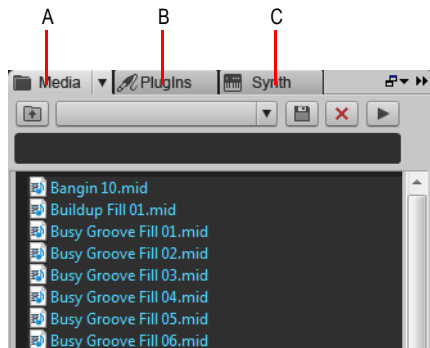 A B C
Media PlugIns Synth
Bangin 10.mid
Buildup Fill 01.mid
Busy Groove Fill 01.mid
Busy Groove Fill 02.mid
Busy Groove Fill 03.mid
Busy Groove Fill 04.mid
Busy Groove Fill 05.mid
Busy Groove Fill 06.mid